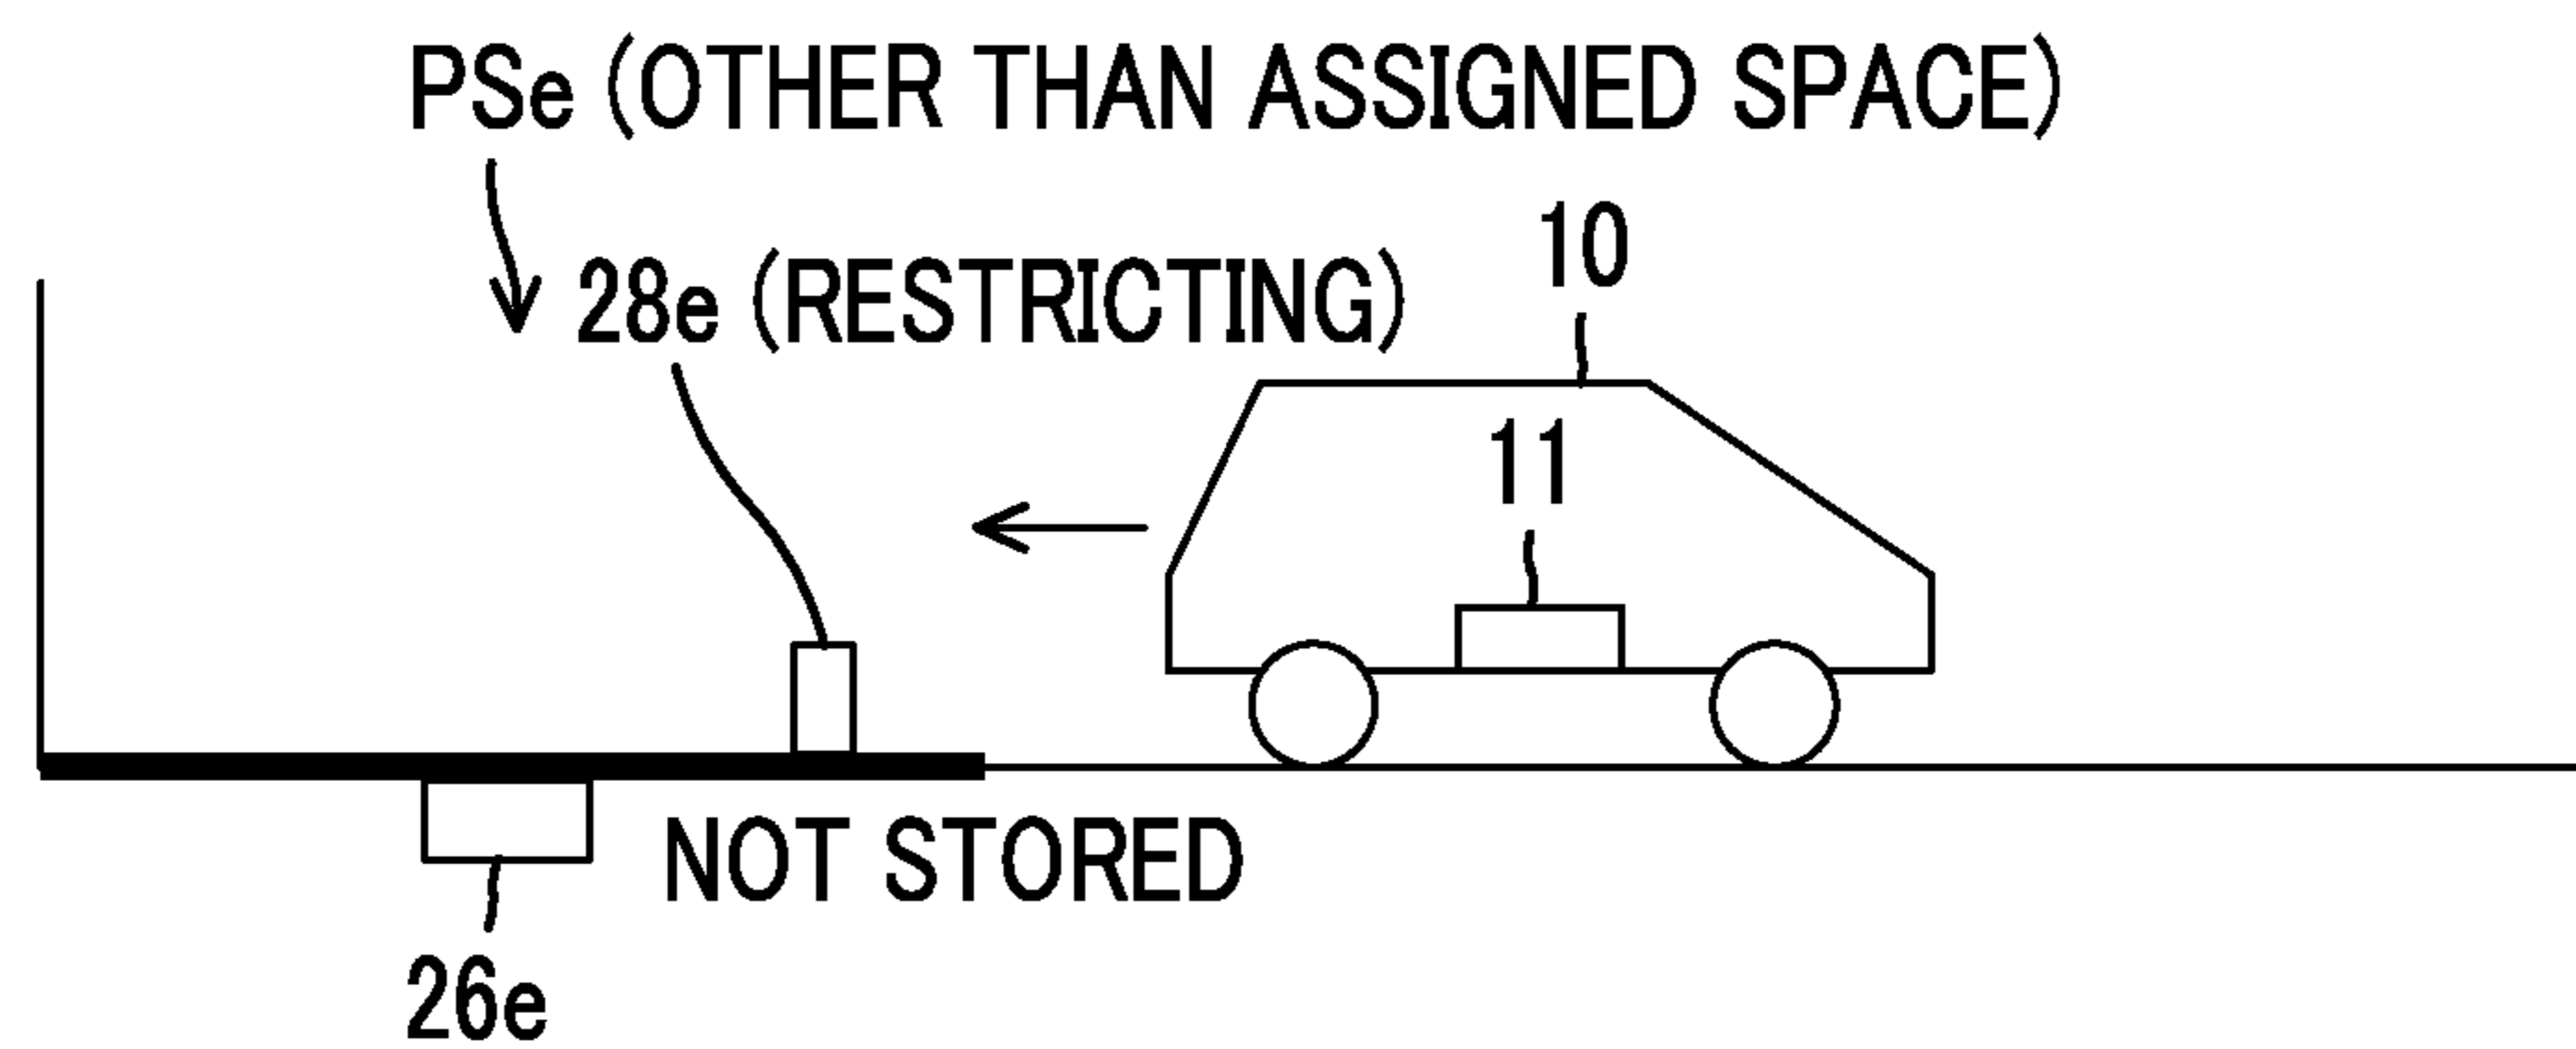 PSe (OTHER THAN ASSIGNED SPACE)
10
28e (RESTRICTING)
11
NOT STORED
26e